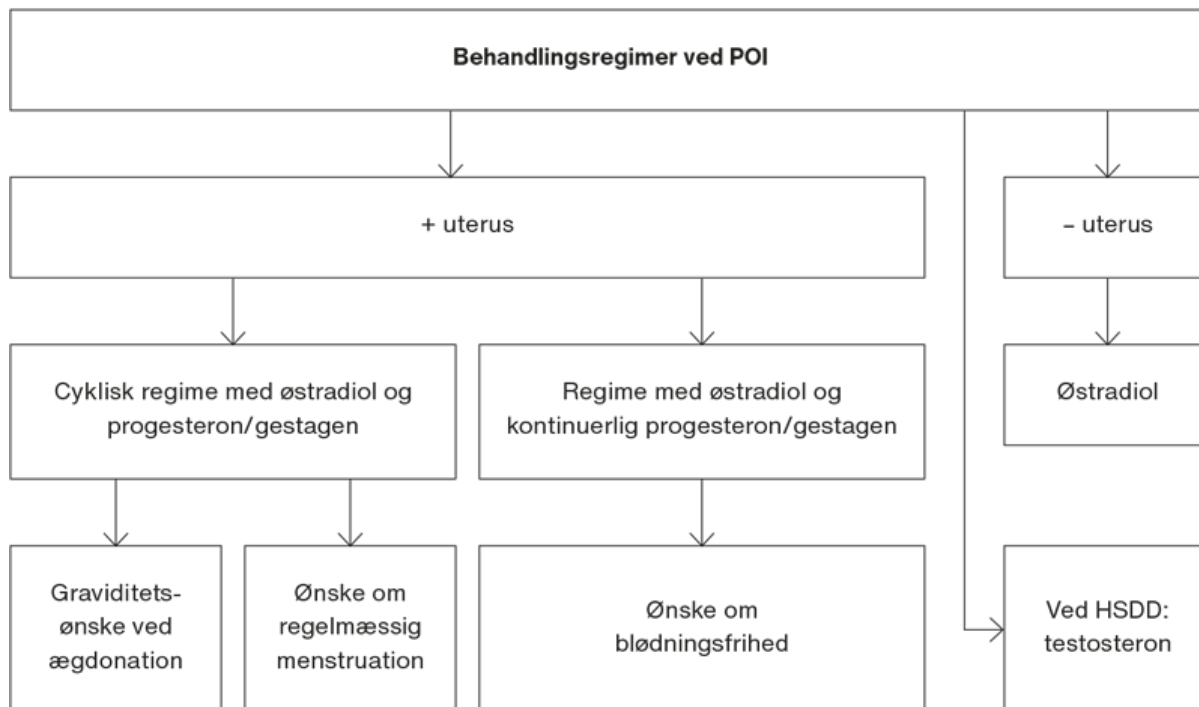 Behandlingsregimer ved POI
+ uterus
– uterus
Cyklisk regime med østradiol og
progesteron/gestagen
Regime med østradiol og
kontinuerlig progesteron/gestagen
Østradiol
Graviditets-
ønske ved
ægdonation
Ønske om
regelmæssig
menstruation
Ønske om
blødningsfrihed
Ved HSDD:
testosteron